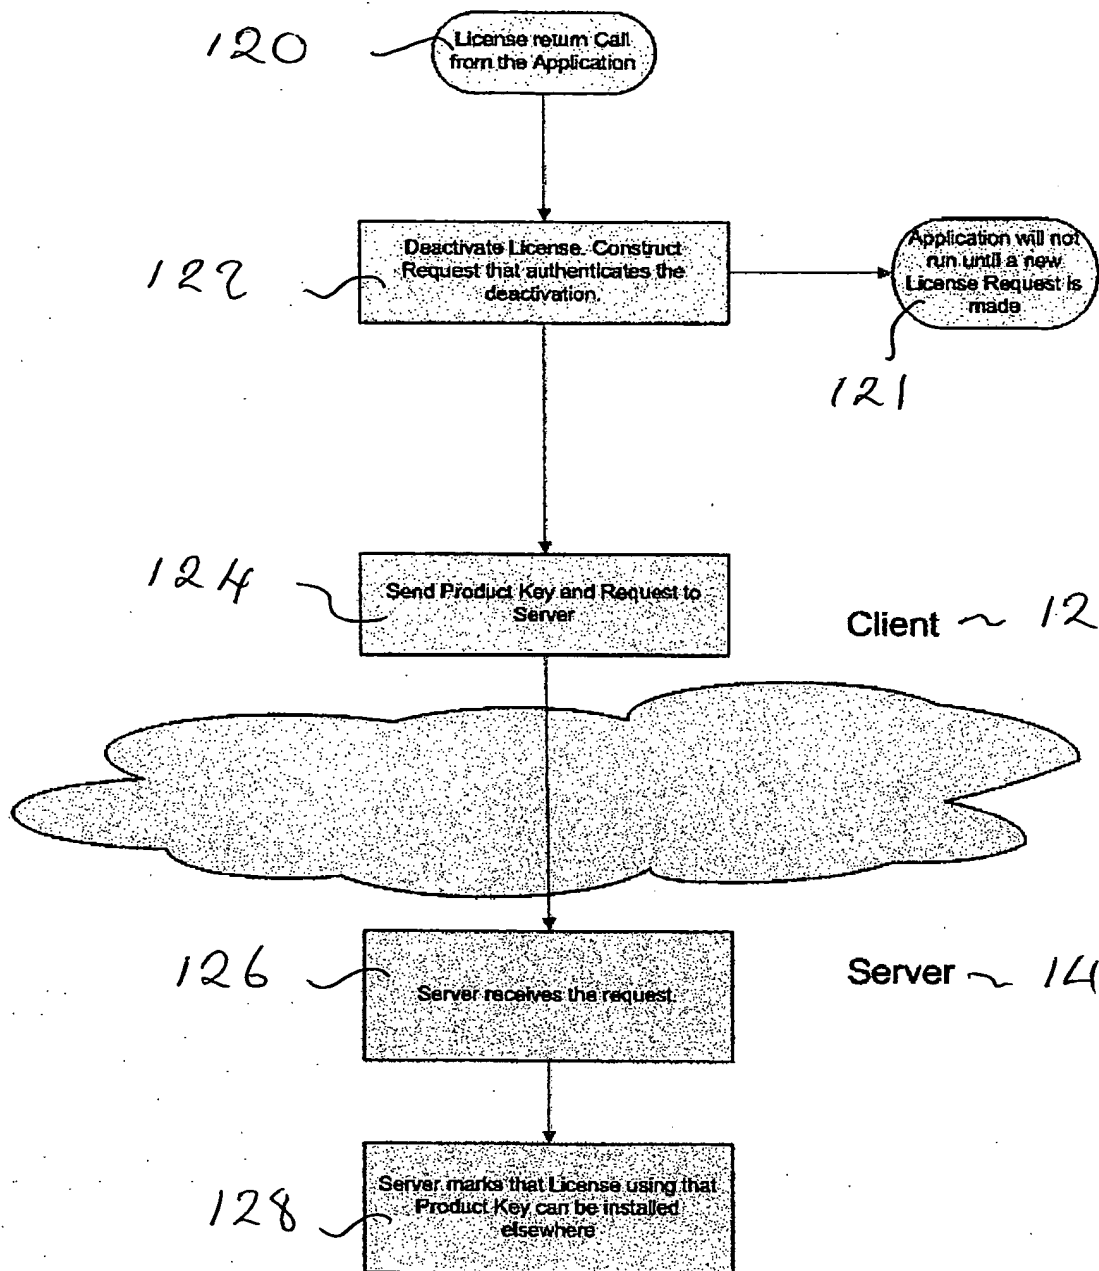 120
License return Call
from the Application
122
Deactivate License. Construct
Request that authenticates the
deactivation.
Application will not
run until a new
License Request is
made
121
124
Send Product Key and Request to
Server
Client ~ 12
126
Server receives the request.
Server ~ 14
128
Server marks that License using that
Product Key can be installed
elsewhere